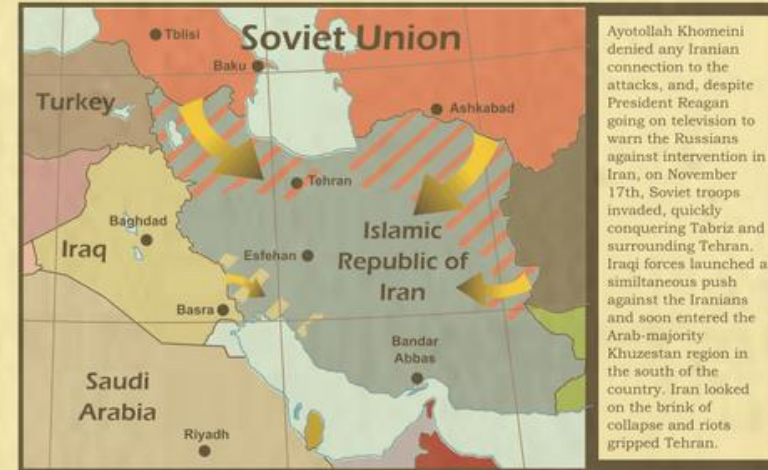 Soviet Union
Tblisi
Baku
Turkey
Ashkabad
Tehran
Baghdad
Islamic
Republic of
Iran
Iraq
Esfehan
Basra
Bandar
Abbas
Saudi
Arabia
Riyadh
Ayotollah Khomeini
denied any Iranian
connection to the
attacks, and, despite
President Reagan
going on television to
warn the Russians
against intervention in
Iran, on November
17th, Soviet troops
invaded, quickly
conquering Tabriz and
surrounding Tehran.
Iraqi forces launched a
similtaneous push
against the Iranians
and soon entered the
Arab-majority
Khuzestan region in
the south of the
country. Iran looked
on the brink of
collapse and riots
gripped Tehran.